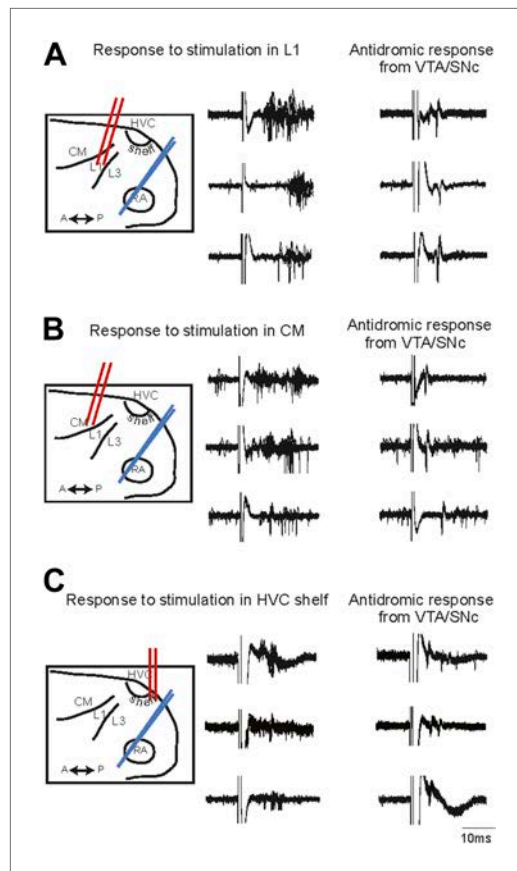 A
Response to stimulation in L1
Antidromic response
from VTA/SNc
HVC
shelf
CM
L1
L3
RA
A P
B
Response to stimulation in CM
Antidromic response
from VTA/SNc
HVC
shelf
CM
L1
L3
RA
A P
C
Response to stimulation in HVC shelf
Antidromic response
from VTA/SNc
HVC
shelf
CM
L1
L3
RA
A P
10ms